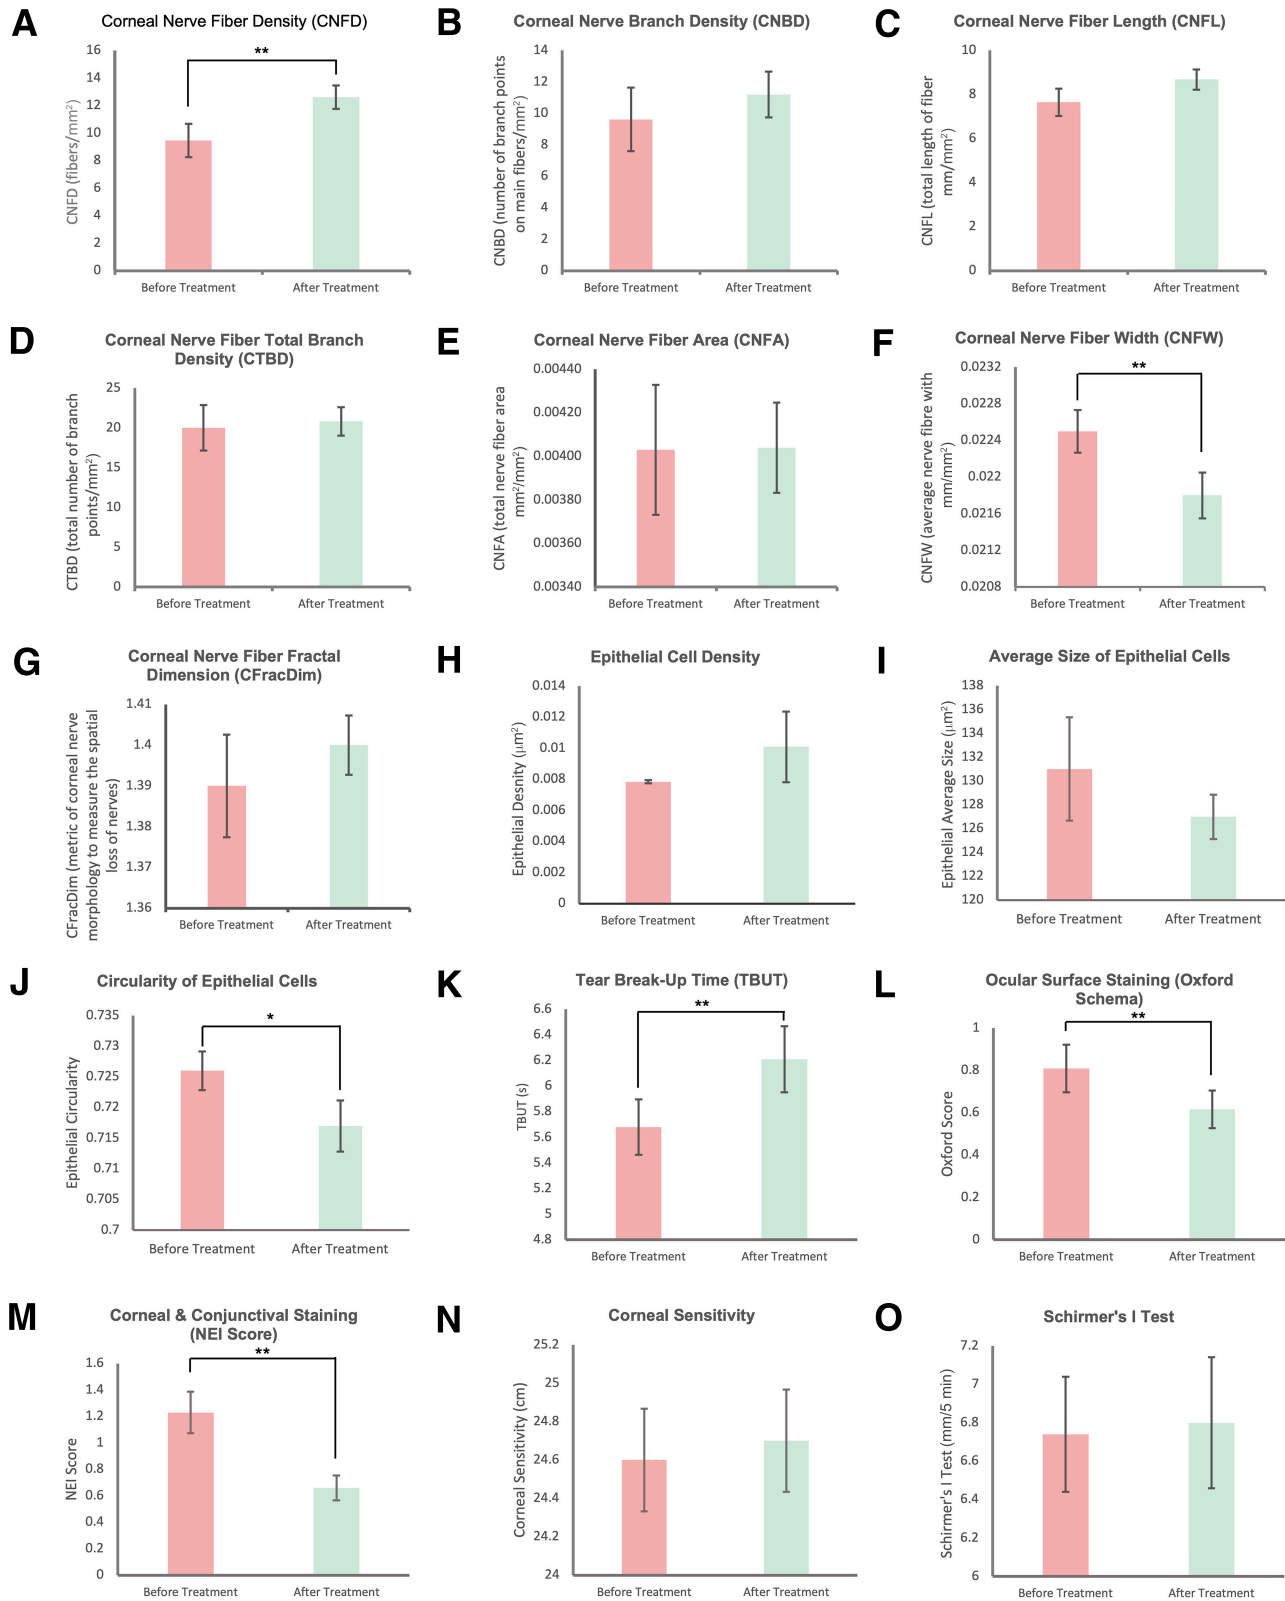 A
Corneal Nerve Fiber Density (CNFD)
**
CNFD (fibers/mm²)
16
14
12
10
8
6
4
2
0
Before Treatment
After Treatment
B
Corneal Nerve Branch Density (CNBD)
CNBD (number of branch points
on main fibers/mm²)
14
12
10
8
6
4
2
0
Before Treatment
After Treatment
C
Corneal Nerve Fiber Length (CNFL)
CNFL (total length of fiber
mm/mm²)
10
8
6
4
2
0
Before Treatment
After Treatment
D
Corneal Nerve Fiber Total Branch
Density (CTBD)
CTBD (total number of branch
points/mm²)
25
20
15
10
5
0
Before Treatment
After Treatment
E
Corneal Nerve Fiber Area (CNFA)
CNFA (total nerve fiber area
mm²/mm²)
0.00440
0.00420
0.00400
0.00380
0.00360
0.00340
Before Treatment
After Treatment
F
Corneal Nerve Fiber Width (CNFW)
**
CNFW (average nerve fibre with
mm/mm²)
0.0232
0.0228
0.0224
0.022
0.0216
0.0212
0.0208
Before Treatment
After Treatment
G
Corneal Nerve Fiber Fractal
Dimension (CFracDim)
CFracDim (metric of corneal nerve
morphology to measure the spatial
loss of nerves)
1.41
1.4
1.39
1.38
1.37
1.36
Before Treatment
After Treatment
H
Epithelial Cell Density
Epithelial Desnity (μm²)
0.014
0.012
0.01
0.008
0.006
0.004
0.002
0
Before Treatment
After Treatment
I
Average Size of Epithelial Cells
Epithelial Average Size (μm²)
138
136
134
132
130
128
126
124
122
120
Before Treatment
After Treatment
J
Circularity of Epithelial Cells
*
Epithelial Circularity
0.735
0.73
0.725
0.72
0.715
0.71
0.705
0.7
Before Treatment
After Treatment
K
Tear Break-Up Time (TBUT)
**
TBUT (s)
6.6
6.4
6.2
6
5.8
5.6
5.4
5.2
5
4.8
Before Treatment
After Treatment
L
Ocular Surface Staining (Oxford
Schema)
**
Oxford Score
1
0.8
0.6
0.4
0.2
0
Before Treatment
After Treatment
M
Corneal & Conjunctival Staining
(NEI Score)
**
NEI Score
1.6
1.4
1.2
1
0.8
0.6
0.4
0.2
0
Before Treatment
After Treatment
N
Corneal Sensitivity
Corneal Sensitivity (cm)
25.2
25
24.8
24.6
24.4
24.2
24
Before Treatment
After Treatment
O
Schirmer's I Test
Schirmer's I Test (mm/5 min)
7.2
7
6.8
6.6
6.4
6.2
6
Before Treatment
After Treatment